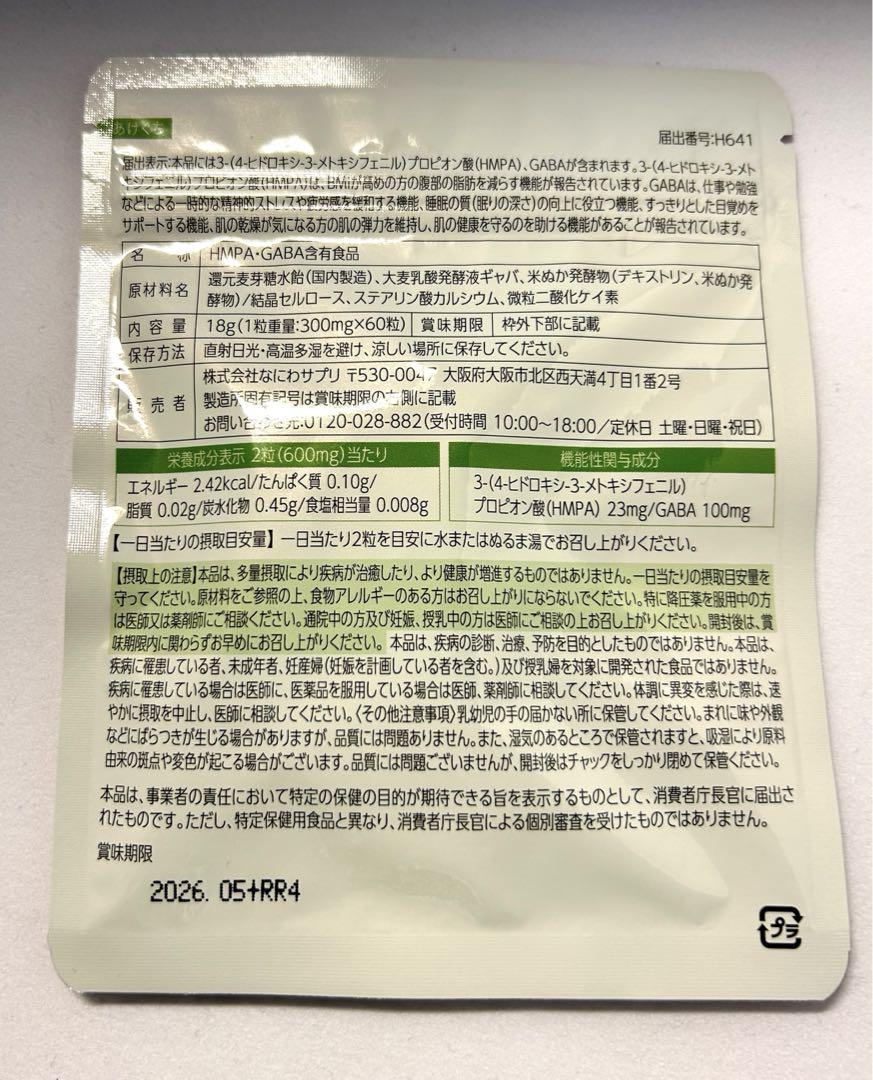 あけぐち
届出番号:H641
届出表示:本品には3-(4-ヒドロキシ-3-メトキシフェニル)プロピオン酸(HMPA)、GABAが含まれます。3-(4-ヒドロキシ-3-メト
キシフェニル)プロピオン酸(HMPA)は、BMIが高めの方の腹部の脂肪を減らす機能が報告されています。GABAは、仕事や勉強
などによる一時的な精神的ストレスや疲労感を緩和する機能、睡眠の質(眠りの深さ)の向上に役立つ機能、すっきりとした目覚めを
サポートする機能、肌の乾燥が気になる方の肌の弾力を維持し、肌の健康を守るのを助ける機能があることが報告されています。
名称 HMPA・GABA含有食品
原材料名 還元麦芽糖水飴(国内製造)、大麦乳酸発酵液ギャバ、米ぬか発酵物(デキストリン、米ぬか発
酵物)/結晶セルロース、ステアリン酸カルシウム、微粒二酸化ケイ素
内容量 18g(1粒重量:300mg×60粒) 賞味期限 枠外下部に記載
保存方法 直射日光・高温多湿を避け、涼しい場所に保存してください。
販売者 株式会社なにわサプリ 〒530-0047 大阪府大阪市北区西天満4丁目1番2号
製造所固有記号は賞味期限の右側に記載
お問い合わせ先:0120-028-882(受付時間 10:00～18:00/定休日 土曜・日曜・祝日)
栄養成分表示 2粒(600mg)当たり
エネルギー 2.42kcal/たんぱく質 0.10g/
脂質 0.02g/炭水化物 0.45g/食塩相当量 0.008g
機能性関与成分
3-(4-ヒドロキシ-3-メトキシフェニル)
プロピオン酸(HMPA) 23mg/GABA 100mg
【一日当たりの摂取目安量】一日当たり2粒を目安に水またはぬるま湯でお召し上がりください。
【摂取上の注意】本品は、多量摂取により疾病が治癒したり、より健康が増進するものではありません。一日当たりの摂取目安量を
守ってください。原材料をご参照の上、食物アレルギーのある方はお召し上がりにならないでください。特に降圧薬を服用中の方
は医師又は薬剤師にご相談ください。通院中の方及び妊娠、授乳中の方は医師にご相談の上お召し上がりください。開封後は、賞
味期限内に関わらずお早めにお召し上がりください。 本品は、疾病の診断、治療、予防を目的としたものではありません。本品は、
疾病に罹患している者、未成年者、妊産婦(妊娠を計画している者を含む。)及び授乳婦を対象に開発された食品ではありません。
疾病に罹患している場合は医師に、医薬品を服用している場合は医師、薬剤師に相談してください。体調に異変を感じた際は、速
やかに摂取を中止し、医師に相談してください。〈その他注意事項〉乳幼児の手の届かない所に保管してください。まれに味や外観
などにばらつきが生じる場合がありますが、品質には問題ありません。また、湿気のあるところで保管されますと、吸湿により原料
由来の斑点や変色が起こる場合がございます。品質には問題ございませんが、開封後はチャックをしっかり閉めて保管ください。
本品は、事業者の責任において特定の保健の目的が期待できる旨を表示するものとして、消費者庁長官に届出さ
れたものです。ただし、特定保健用食品と異なり、消費者庁長官による個別審査を受けたものではありません。
賞味期限
2026. 05+RR4
プラ